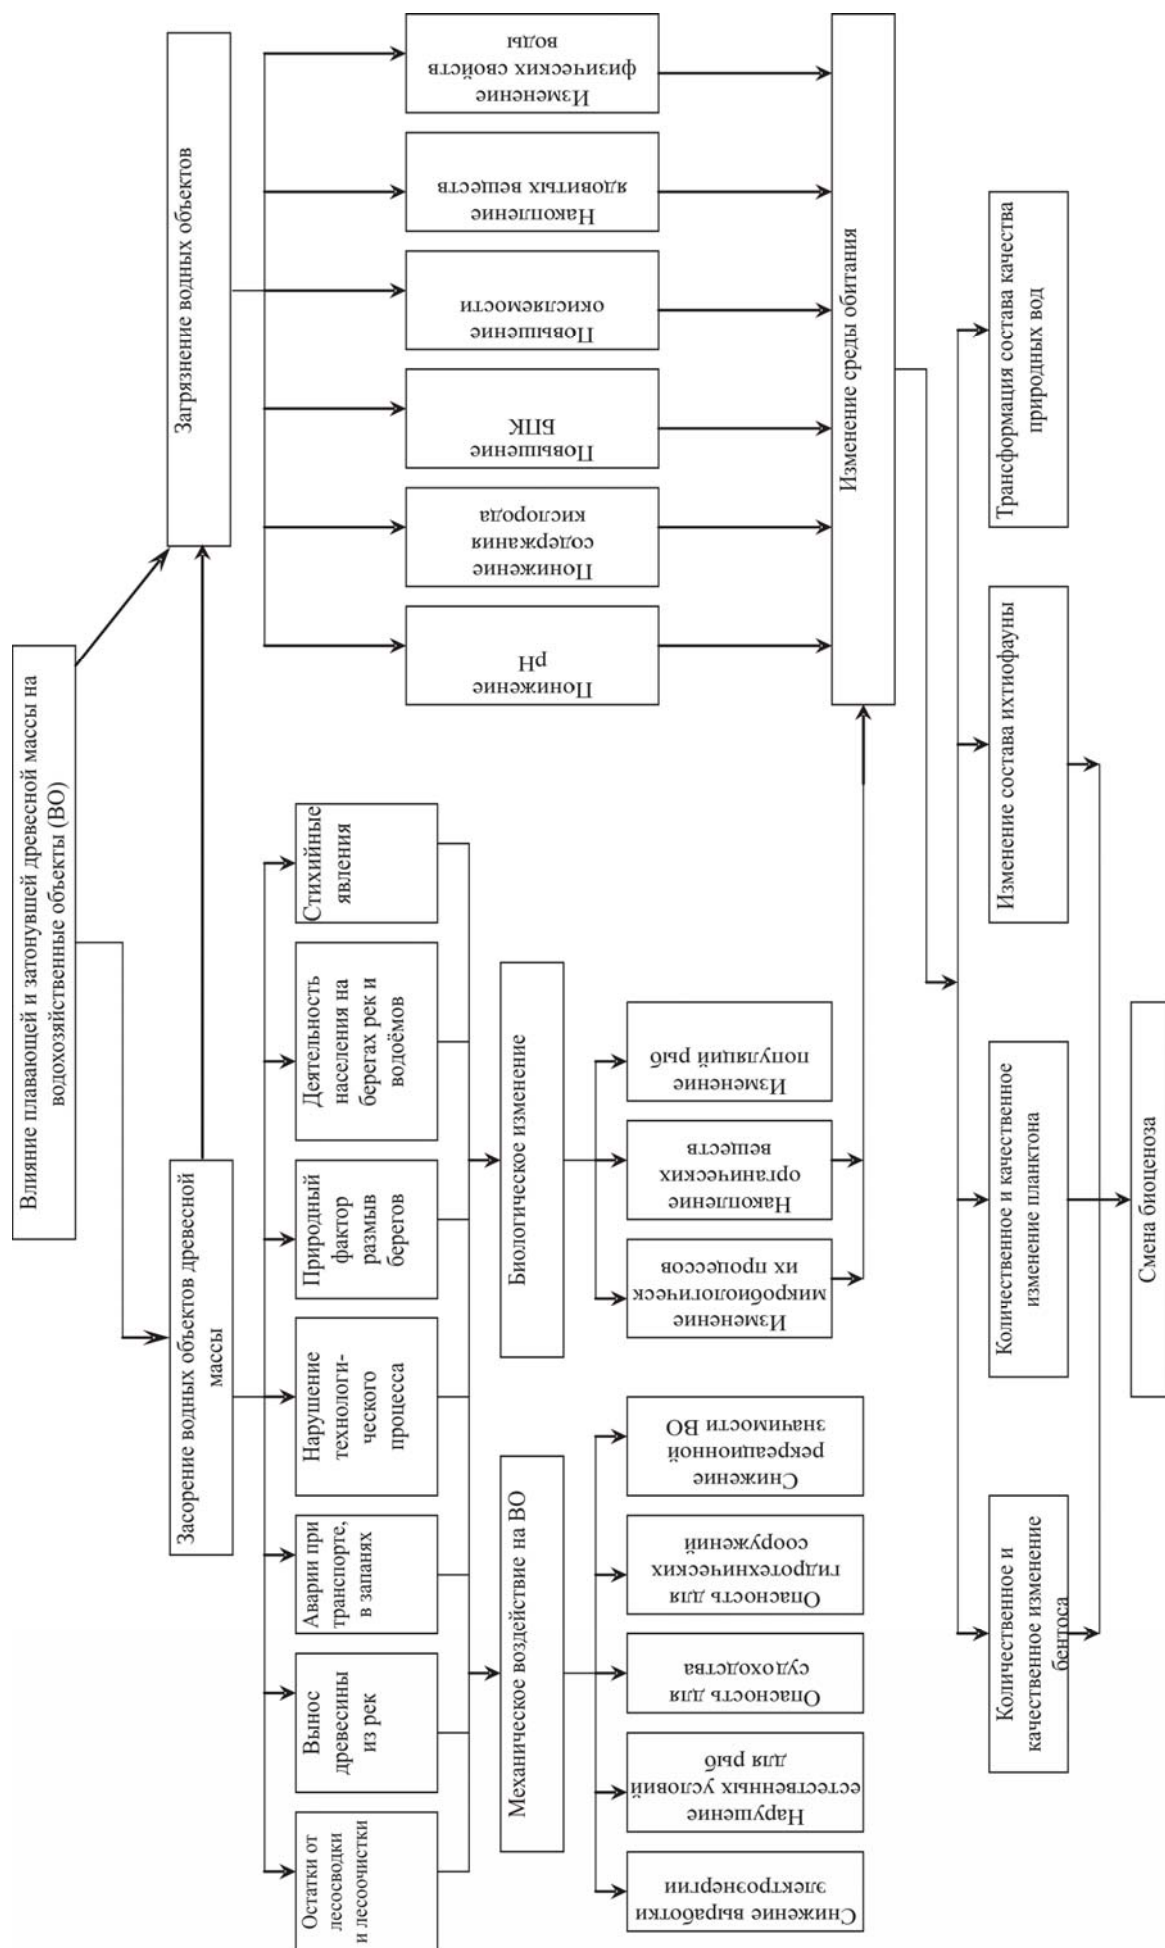 Влияние плавающей и затонувшей древесной массы на
водохозяйственные объекты (ВО)
Засорение водных объектов древесной
массы
Загрязнение водных объектов
Остатки от
лесосводки
и лесоочистки
Вынос
древесины
из рек
Аварии при
транспорте,
в запанях
Нарушение
технологи-
ческого
процесса
Природный
фактор
размыв
берегов
Деятельность
населения на
берегах рек и
водоёмов
Стихийные
явления
Понижение
рН
Понижение
содержания
кислорода
Повышение
БПК
Повышение
окисляемости
Накопление
ядовитых веществ
Изменение
физических свойств
воды
Механическое воздействие на ВО
Биологическое изменение
Снижение выработки
электроэнергии
Нарушение
естественных условий
для рыб
Опасность для
судоходства
Опасность для
гидротехнических
сооружений
Снижение
рекреационной
значимости ВО
Изменение
микробиологическ
их процессов
Накопление
органических
веществ
Изменение
популяций рыб
Изменение среды обитания
Количественное и
качественное изменение
бентоса
Количественное и качественное
изменение планктона
Изменение состава ихтиофауны
Трансформация состава качества
природных вод
Смена биоценоза